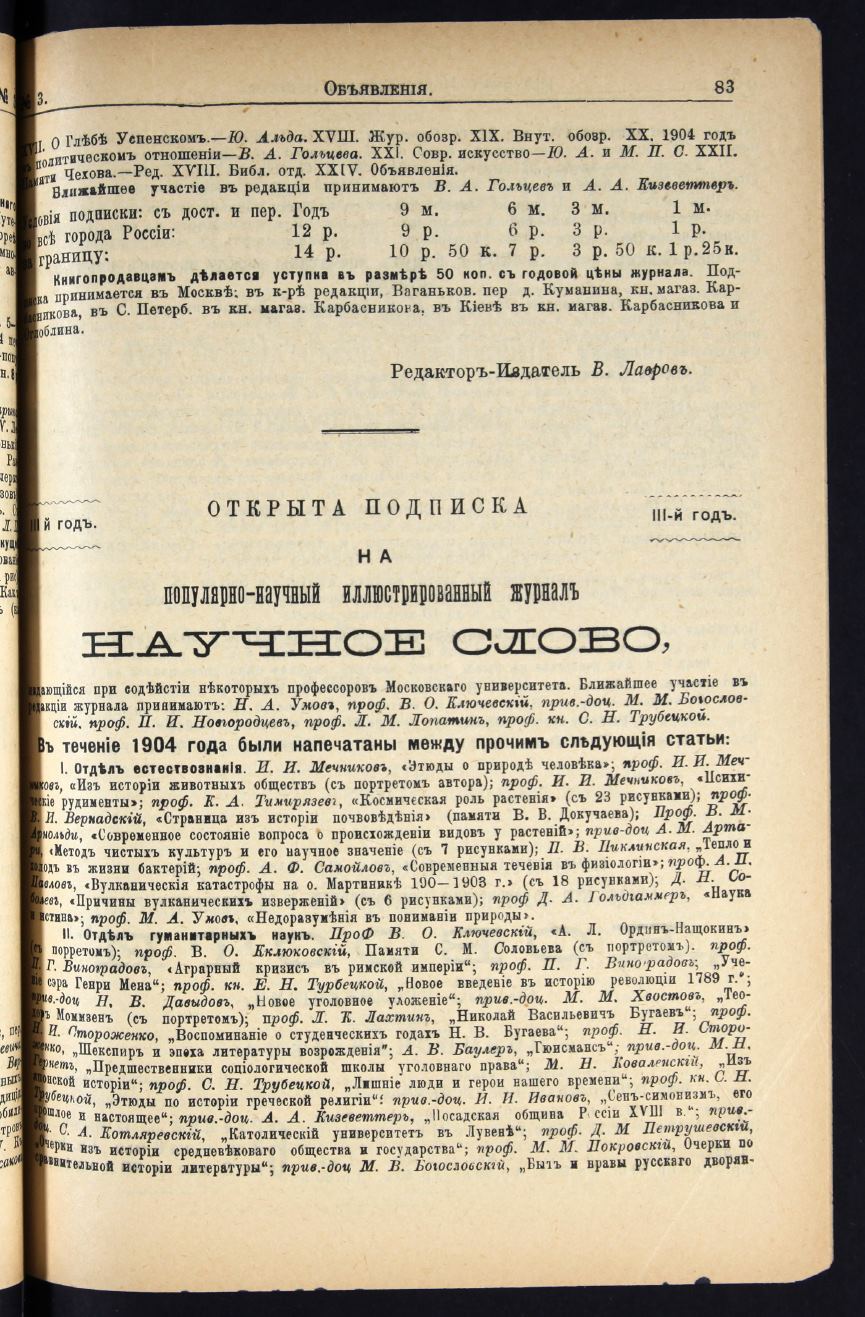 № 3. Объявленія. 83
XVII. О Глѣбѣ Успенскомъ.—Ю. Альда. XVIII. Жур. обозр. XIX. Внут. обозр. XX. 1904 годъ
политическомъ отношеніи—В. А. Гольцева. XXI. Совр. искусство—Ю. А. и М. П. С. XXII.
Памяти Чехова.—Ред. XVIII. Библ. отд. XXIV. Объявленія.
Ближайшее участіе въ редакціи принимаютъ В. А. Гольцевъ и А. А. Кизеветтеръ.
словія подписки: съ дост. и пер. Годъ 9 м. 6 м. 3 м. 1 м.
во всѣ города Россіи: 12 р. 9 р. 6 р. 3 р. 1 р.
за границу: 14 р. 10 р. 50 к. 7 р. 3 р. 50 к. 1 р. 25 к.
Книгопродавцамъ дѣлается уступка въ размѣрѣ 50 коп. съ годовой цѣны журнала. Под-
иска принимается въ Москвѣ: въ к-рѣ редакціи, Ваганьков. пер д. Куманина, кн. магаз. Кар-
басникова, въ С. Петерб. въ кн. магаз. Карбасникова, въ Кіевѣ въ кн. магав. Карбасникова и
глоблина.
Редакторъ-Издатель В. Лавровъ.
III й годъ. ОТКРЫТА ПОДПИСКА III-й годъ.
НА
популярно-научный иллюстрированный журналъ
НАУЧНОЕ СЛОВО,
издающійся при содѣйстіи нѣкоторыхъ профессоровъ Московскаго университета. Ближайшее участіе въ
редакціи журнала принимаютъ: Н. А. Умовъ, проф. В. О. Ключевскій, прив.-доц. М. М. Богослов-
скій, проф. П. И. Новгородцевъ, проф. Л. М. Лопатинъ, проф. кн. С. Н. Трубецкой.
Въ теченіе 1904 года были напечатаны между прочимъ слѣдующія статьи:
I. Отдѣлъ естествознанія. И. И. Мечниковъ, «Этюды о природѣ человѣка»; проф. И. И. Меч-
никовъ, «Изъ исторіи животныхъ обществъ (съ портретомъ автора); проф. И. И. Мечниковъ, «Психи-
ческіе рудименты»; проф. К. А. Тимирязевъ, «Космическая роль растенія» (съ 23 рисунками); проф.
В. И. Вернадскій, «Страница изъ исторіи почвовѣдѣнія» (памяти В. В. Докучаева); Проф. В. М.
Арнольди, «Современное состояніе вопроса о происхожденіи видовъ у растеній»; прив-доц А. М. Арта-
ри, «Методъ чистыхъ культуръ и его научное значеніе (съ 7 рисунками); П. В. Циклинская, „Тепло и
холодъ въ жизни бактерій; проф. А. Ф. Самойловъ, «Современныя теченія въ физіологіи»; проф. А. П.
Павловъ, «Вулканическія катастрофы на о. Мартиникѣ 190—1903 г.» (съ 18 рисунками); Д. Н. Со-
болевъ, «Причины вулканическихъ изверженій» (съ 6 рисунками); проф Д. А. Гольдгаммеръ, «Наука
и истина»; проф. М. А. Умовъ, «Недоразумѣнія въ пониманіи природы».
II. Отдѣлъ гуманитарныхъ наукъ. Проф В. О. Ключевскій, «А. Л. Ординъ-Нащокинъ»
(съ порретомъ); проф. В. О. Кклюковскій, Памяти С. М. Соловьева (съ портретомъ). проф.
П. Г. Виноградовъ, «Аграрный кризисъ въ римской имперіи"; проф. П. Г. Виноградовъ; „Уче-
ніе сэра Генри Мена"; проф. кн. Е. Н. Турбецкой, „Новое введеніе въ исторію революціи 1789 г.";
прив.-доц Н. В. Давыдовъ, „Новое уголовное уложеніе"; прив.-доц. М. М. Хвостовъ, „Тео-
доръ Моммзенъ (съ портретомъ); проф. Л. К. Лахтинъ, „Николай Васильевичъ Бугаевъ"; проф.
Н. И. Стороженко, „Воспоминаніе о студенческихъ годахъ Н. В. Бугаева"; проф. Н. И. Сторо-
женко, „Шекспиръ и эпоха литературы возрожденія"; А. В. Баулеръ, „Гюисмансъ"; прив.-доц. М. Н.
Гернетъ, „Предшественники соціологической школы уголовнаго права"; М. Н. Коваленскій, „Изъ
японской исторіи"; проф. С. Н. Трубецкой, „Лишніе люди и герои нашего времени"; проф. кн. С. Н.
Трубецкой, „Этюды по исторіи греческой религіи"; прив.-доц. И. И. Ивановъ, „Сенъ-симонизмъ, его
прошлое и настоящее"; прив.-доц. А. А. Кизеветтеръ, „Посадская община Рссіи XVIII в."; прив.-
доц. С. А. Котляревскій, „Католическій университетъ въ Лувенѣ"; проф. Д. М Петрушевскій,
„Очерки изъ исторіи средневѣковаго общества и государства"; проф. М. М. Покровскій, Очерки по
сравнительной исторіи литературы"; прив.-доц М. В. Богословскій, „Бытъ и нравы русскаго дворян-